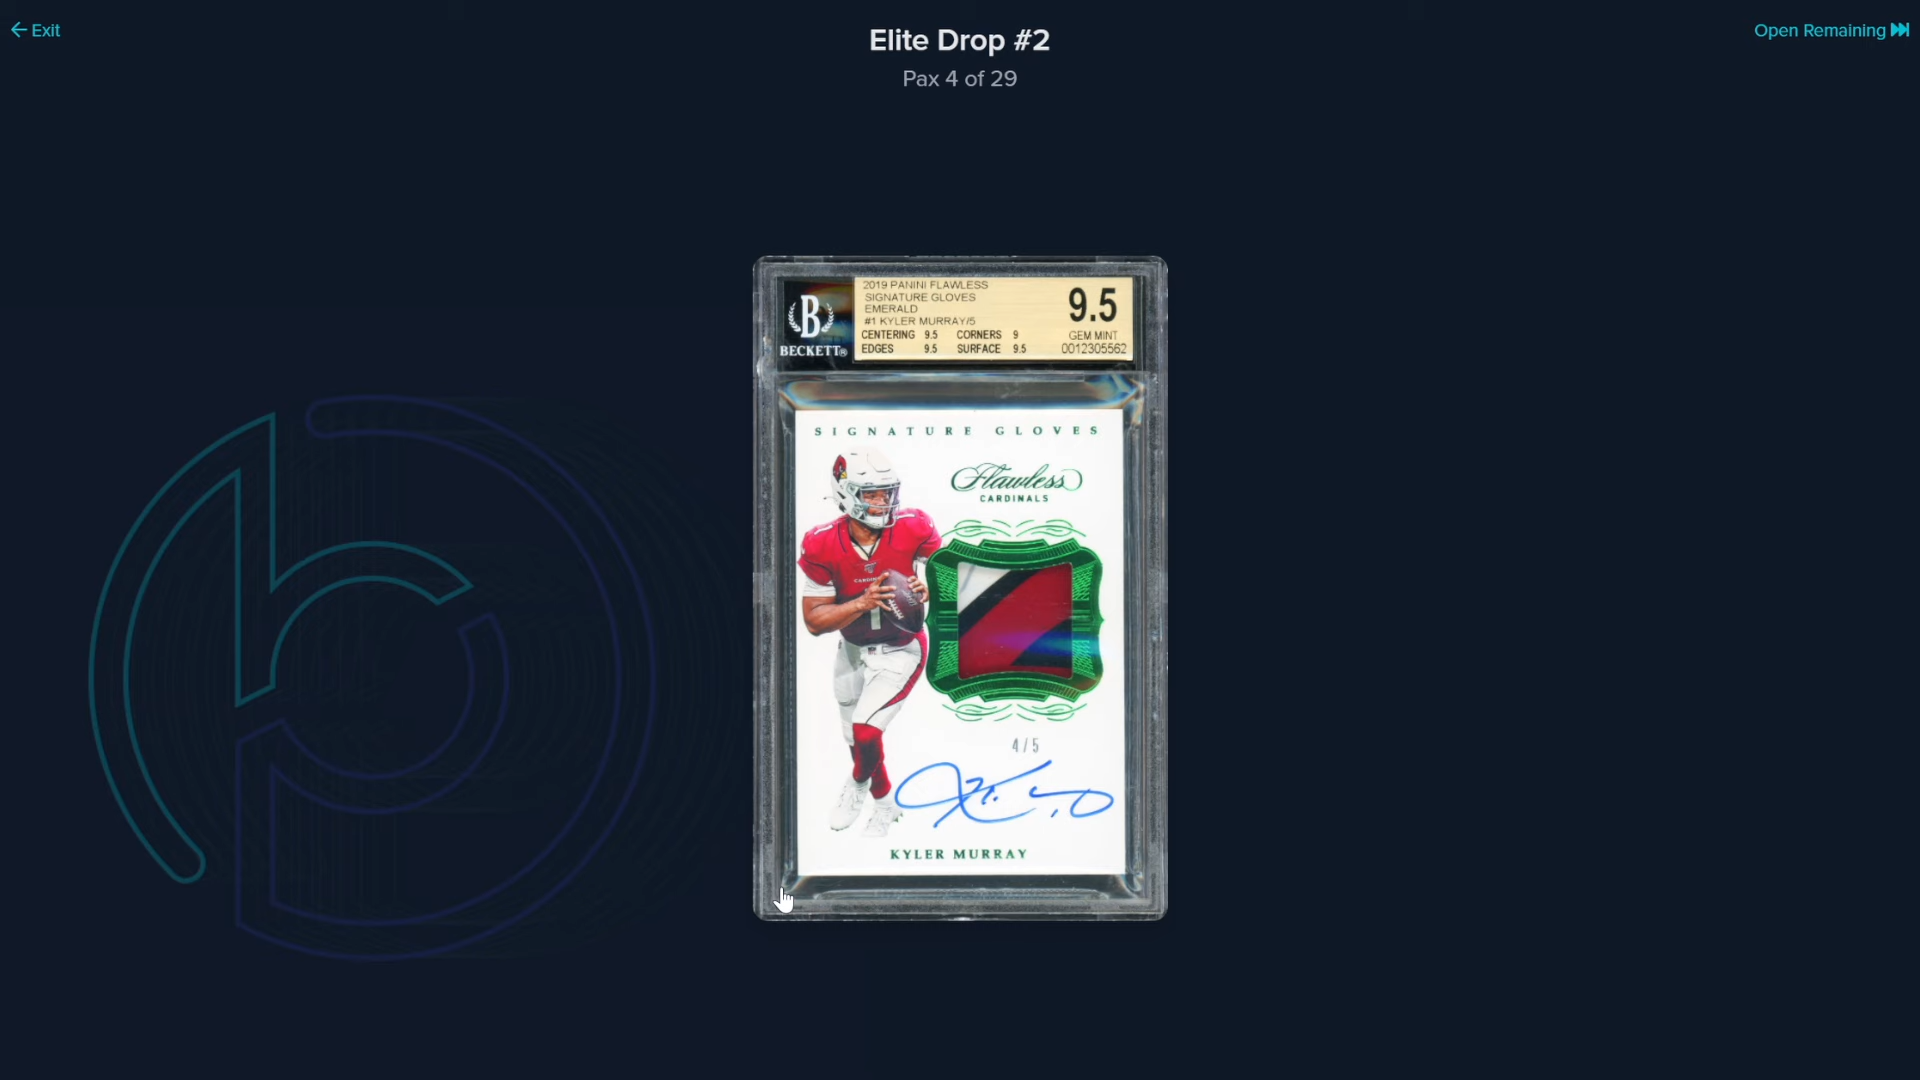 Exit
Elite Drop #2
Open Remaining
Pax 4 of 29
B
BECKETT®
2019 PANINI FLAWLESS
SIGNATURE GLOVES
EMERALD
#1 KYLER MURRAY/5
CENTERING 9.5 CORNERS 9
EDGES 9.5 SURFACE 9.5
9.5
GEM MINT
0012305562
SIGNATURE GLOVES
Flawless
CARDINALS
1
4/5
KYLER MURRAY